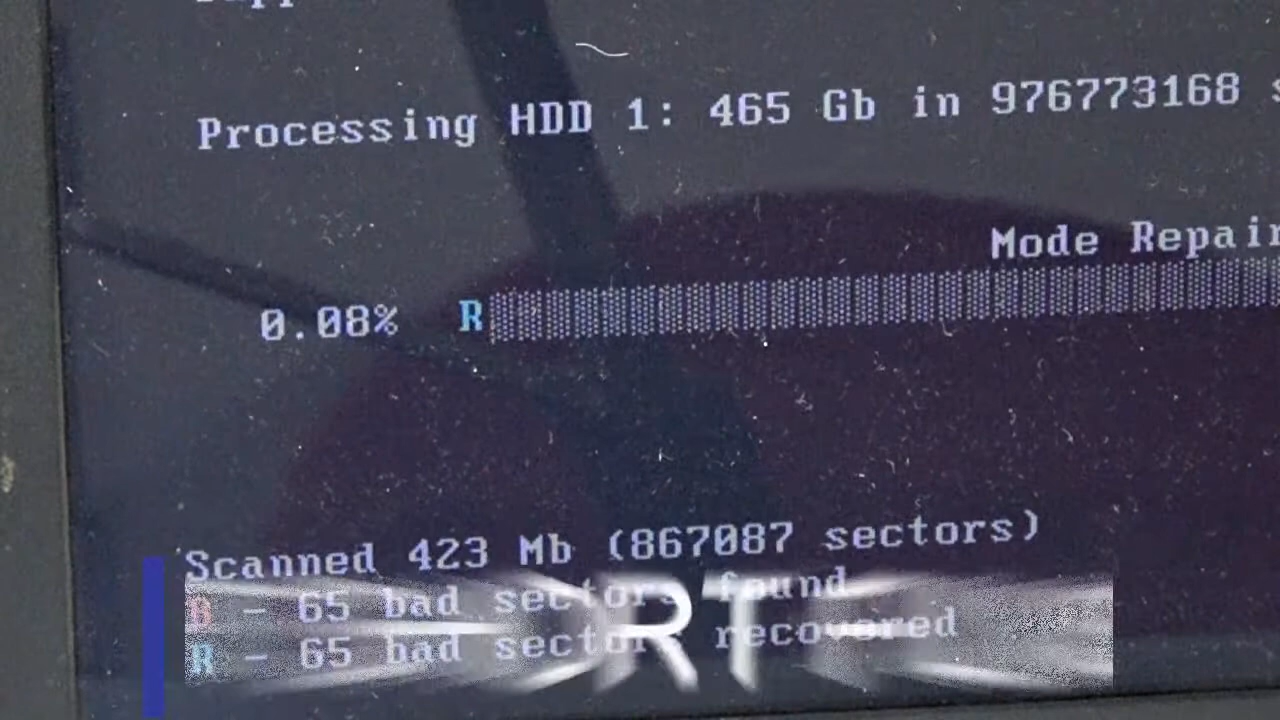 Processing HDD 1: 465 Gb in 976773168
Mode Repair
0.08% R
Scanned 423 Mb (867087 sectors)
B - 65 bad sectors found
R - 65 bad sectors recovered
RT